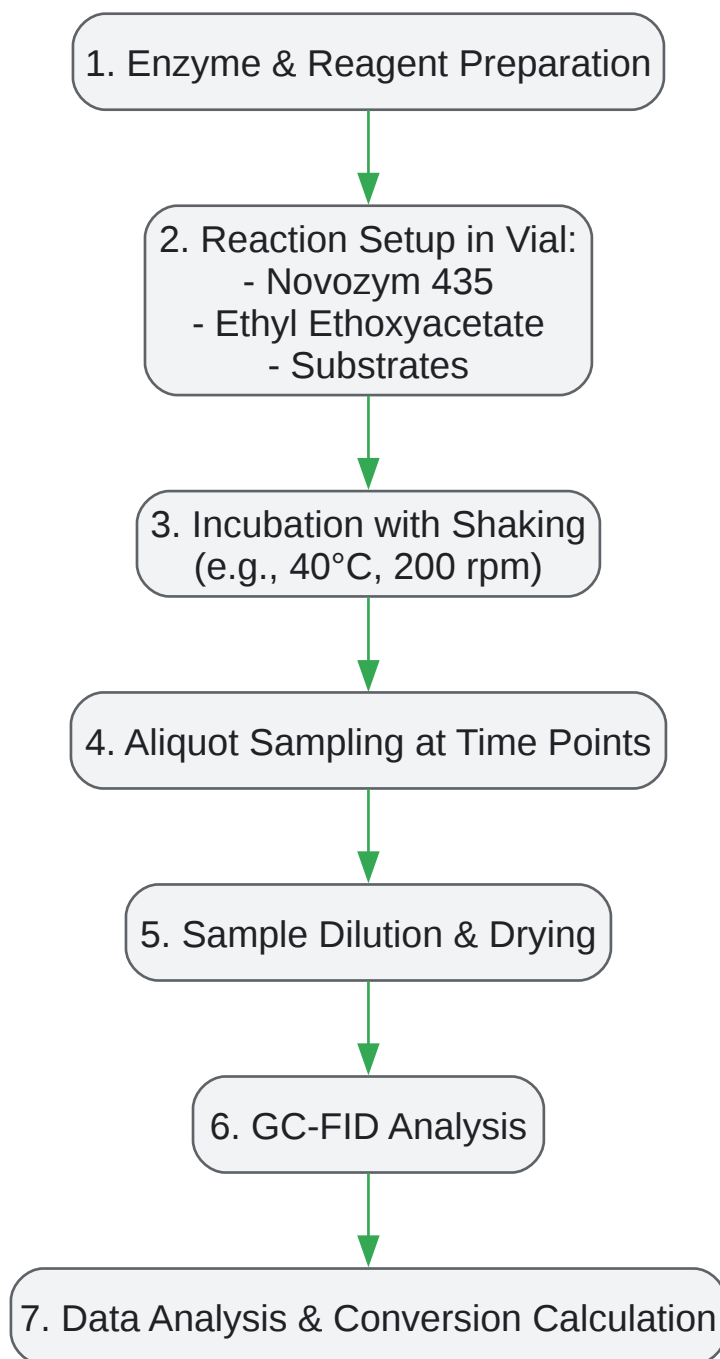 1. Enzyme & Reagent Preparation
2. Reaction Setup in Vial:
- Novozym 435
- Ethyl Ethoxyacetate
- Substrates
3. Incubation with Shaking
(e.g., 40°C, 200 rpm)
4. Aliquot Sampling at Time Points
5. Sample Dilution & Drying
6. GC-FID Analysis
7. Data Analysis & Conversion Calculation